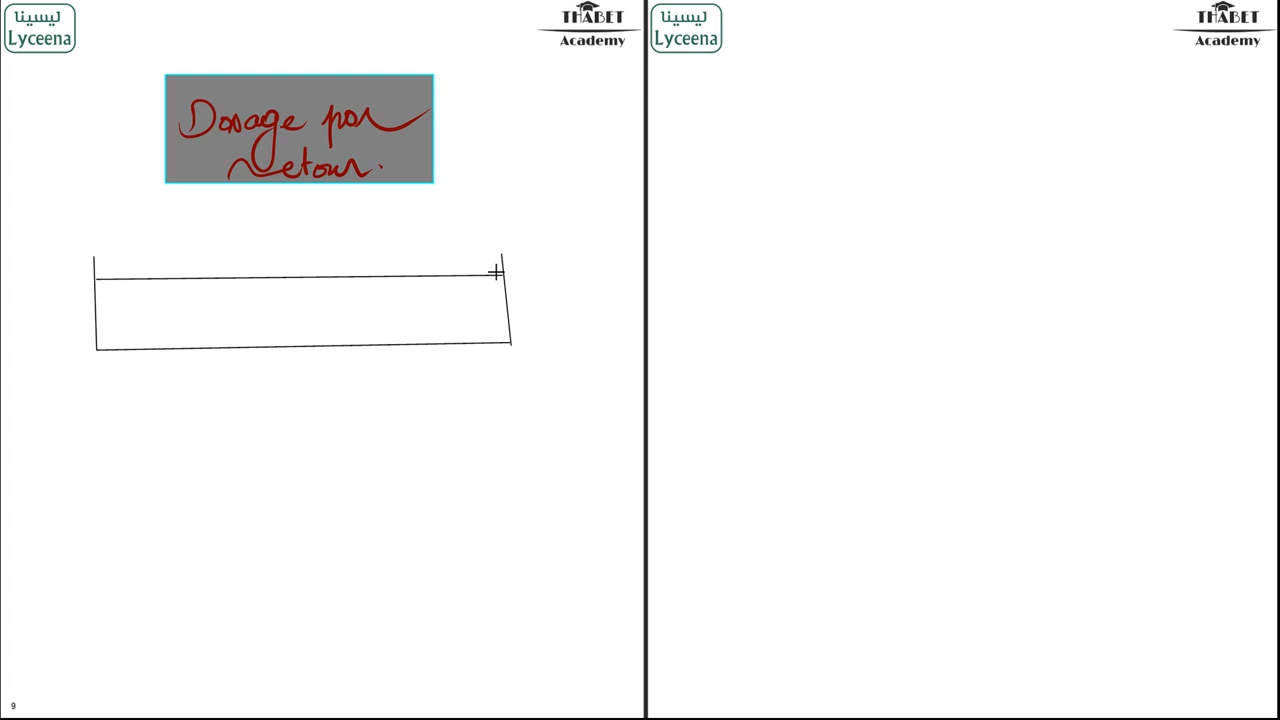 ليسينا
Lyceena
THABET
Academy
Dosage par
retour.
9
ليسينا
Lyceena
THABET
Academy